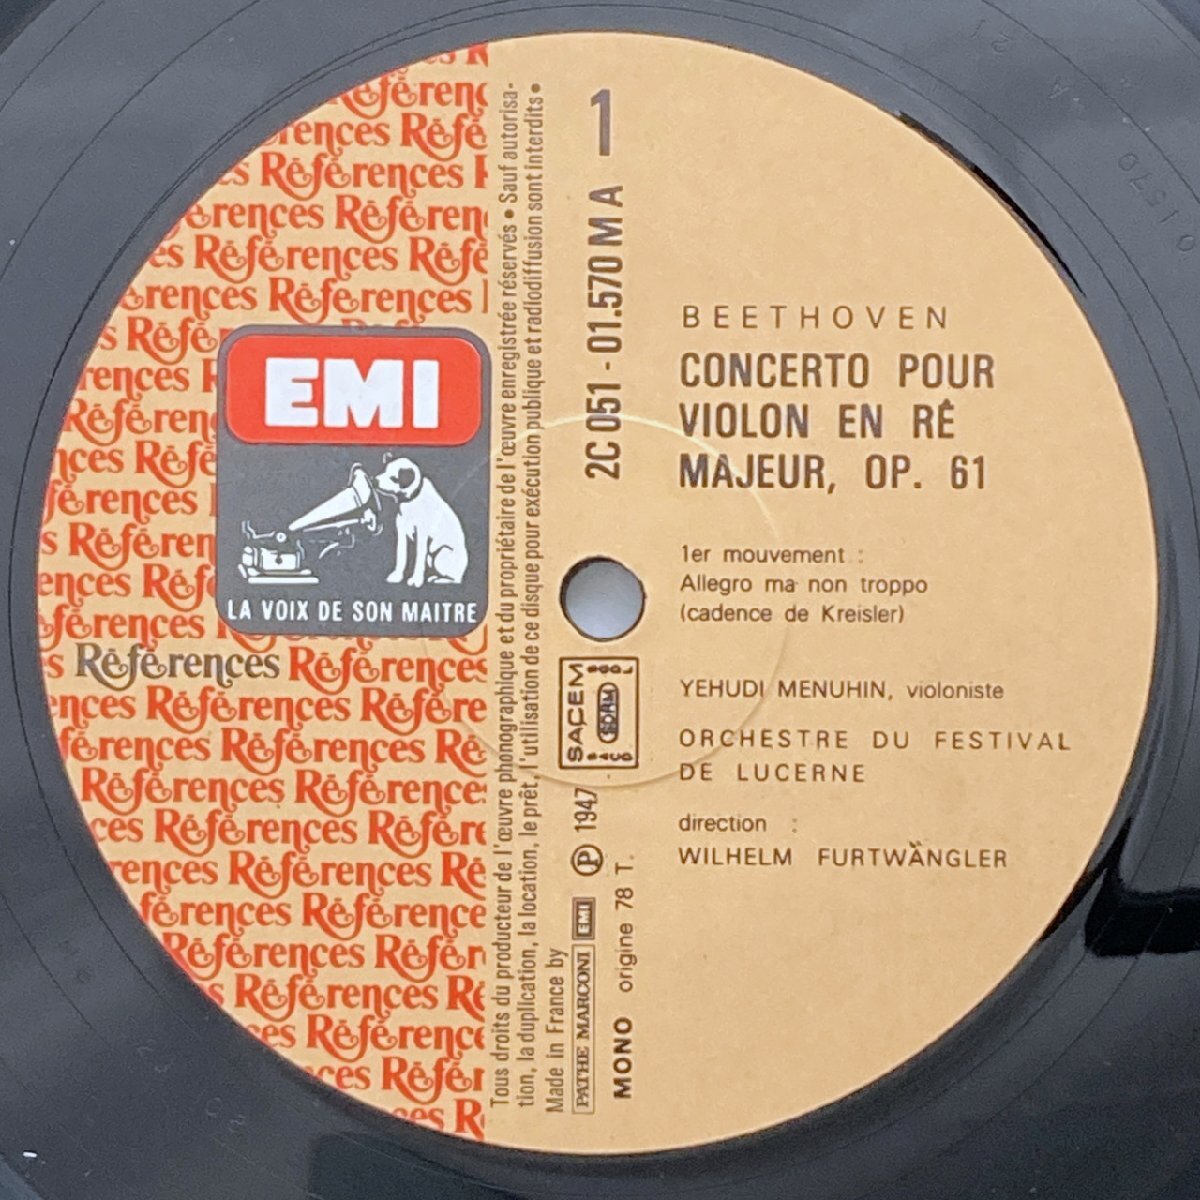 EMI
LA VOIX DE SON MAITRE
Références Références
Tous droits du producteur de l'œuvre phonographique et du propriétaire de l'œuvre enregistrée réservés • Sauf autorisa-
tion, la duplication, la location, le prêt, l'utilisation de ce disque pour exécution publique et radiodiffusion sont interdits •
Made in France by
PATHE MARCONI EMI
℗ 1947
SACEM
SDRM
2C 051 - 01.570 M A 1
MONO origine 78 T.
BEETHOVEN
CONCERTO POUR
VIOLON EN RÊ
MAJEUR, OP. 61
1er mouvement :
Allegro ma non troppo
(cadence de Kreisler)
YEHUDI MENUHIN, violoniste
ORCHESTRE DU FESTIVAL
DE LUCERNE
direction :
WILHELM FURTWÄNGLER